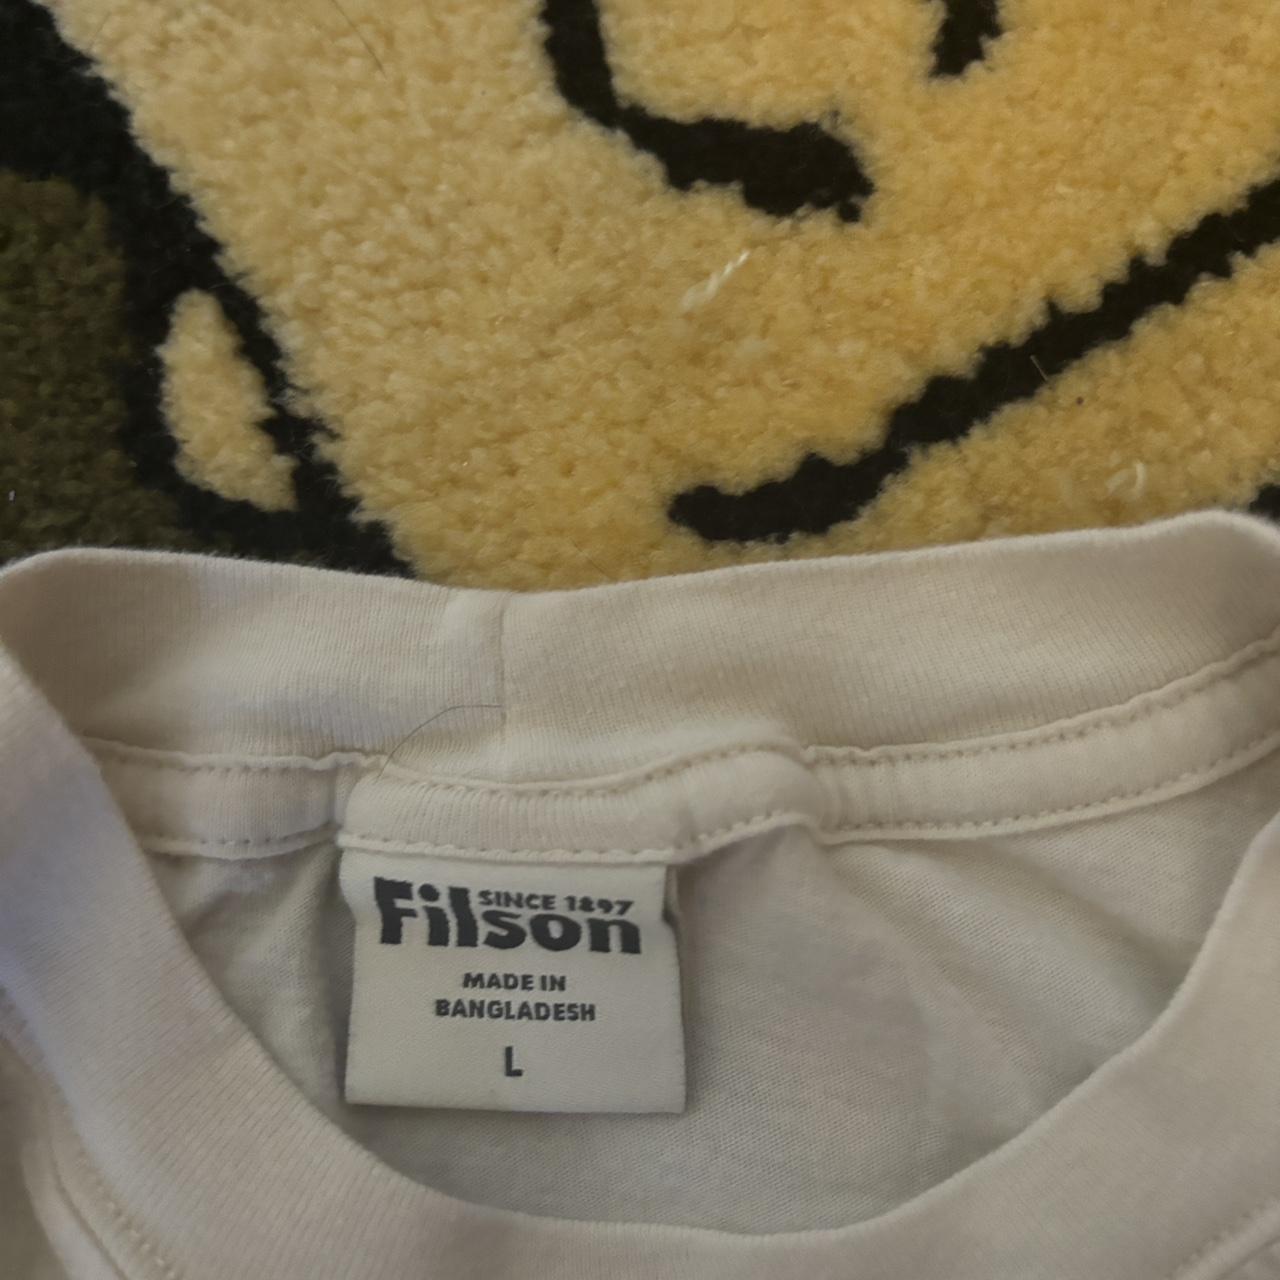 Filson SINCE 1897
MADE IN
BANGLADESH
L